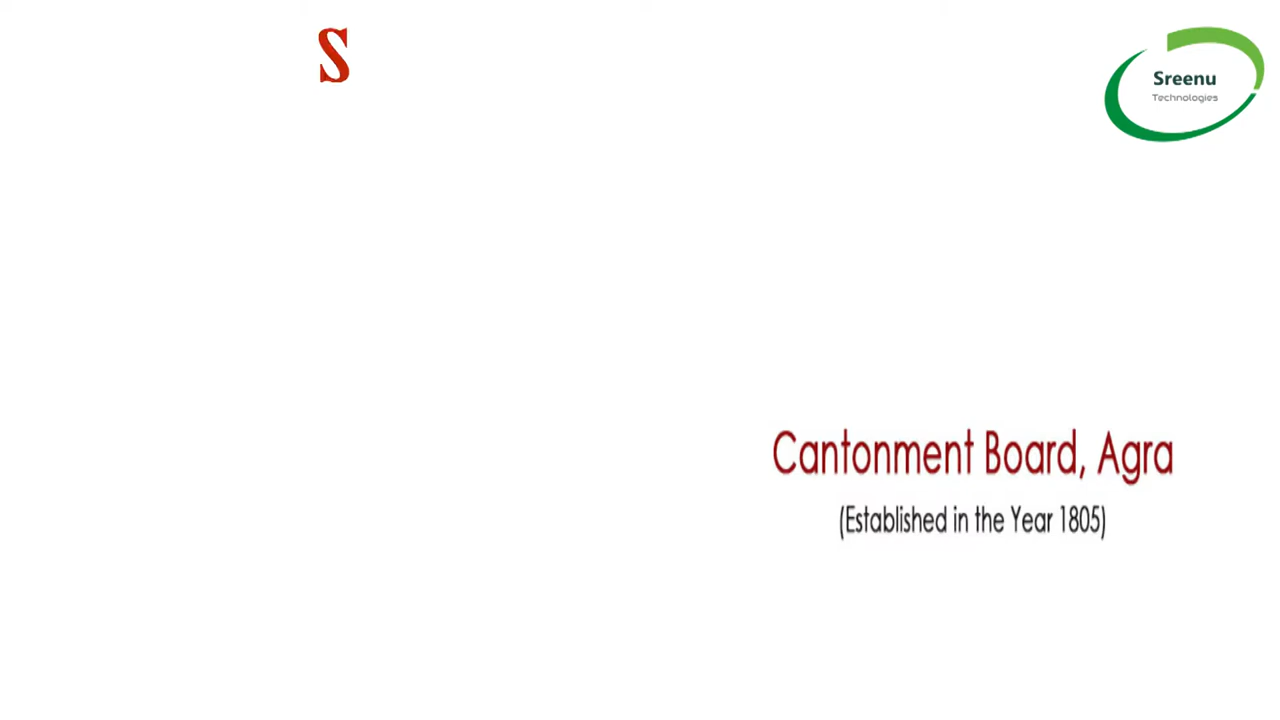 S
Sreenu
Technologies
Cantonment Board, Agra
(Established in the Year 1805)